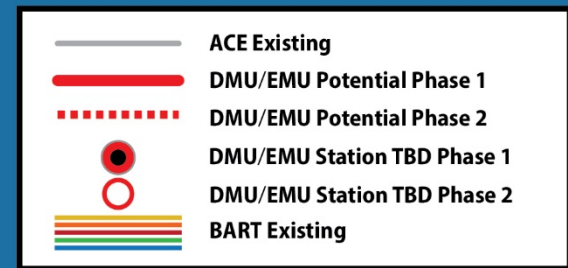 ACE Existing
DMU/EMU Potential Phase 1
DMU/EMU Potential Phase 2
DMU/EMU Station TBD Phase 1
DMU/EMU Station TBD Phase 2
BART Existing